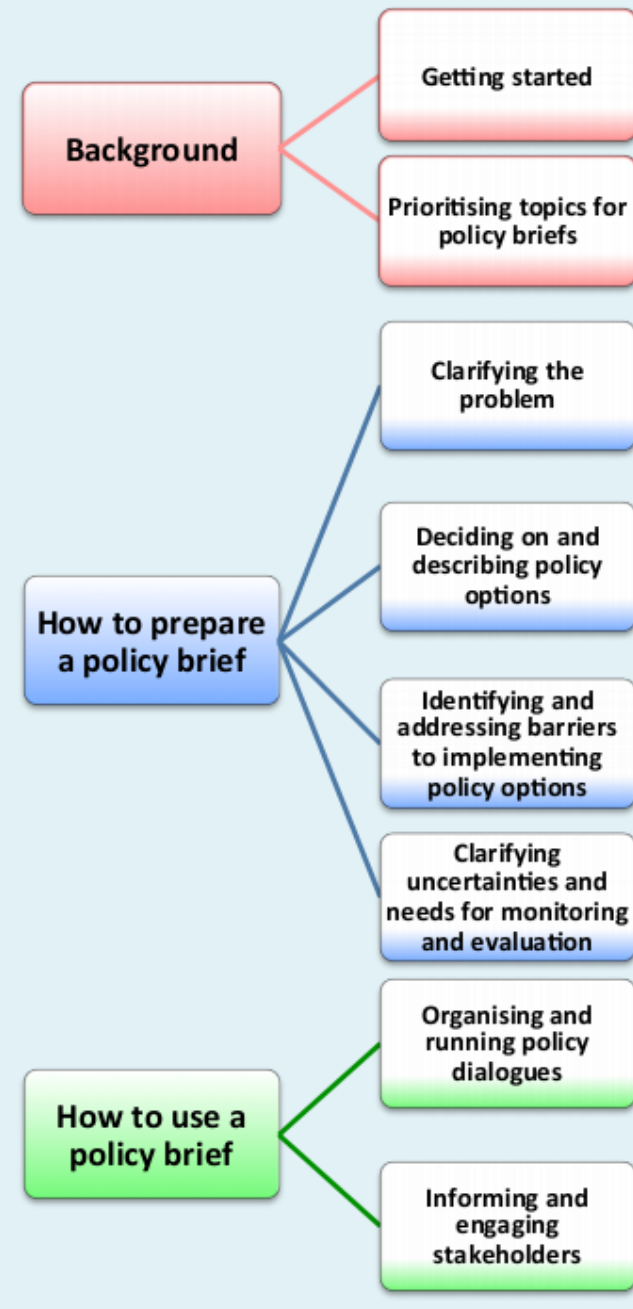 Background
Getting started
Prioritising topics for
policy briefs
How to prepare
a policy brief
Clarifying the
problem
Deciding on and
describing policy
options
Identifying and
addressing barriers
to implementing
policy options
Clarifying
uncertainties and
needs for monitoring
and evaluation
How to use a
policy brief
Organising and
running policy
dialogues
Informing and
engaging
stakeholders